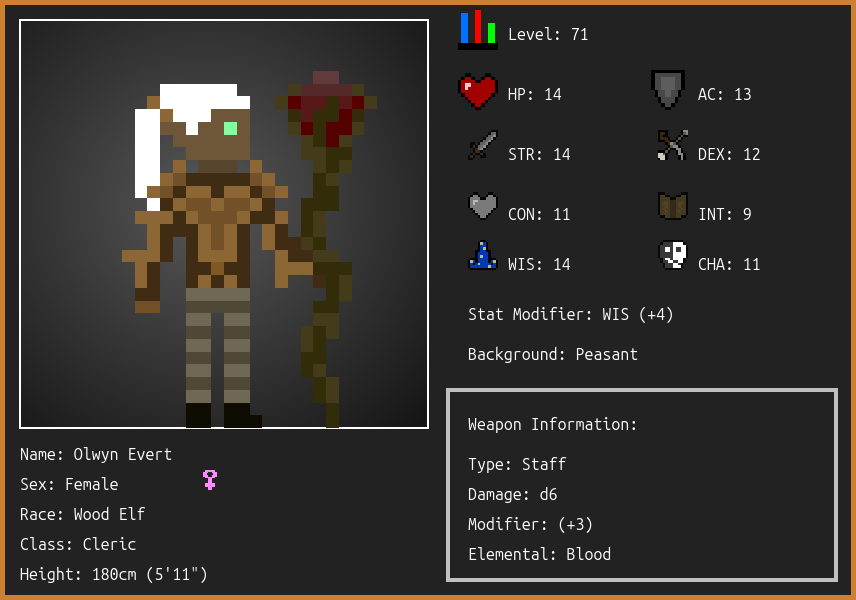 Level: 71
HP: 14
AC: 13
STR: 14
DEX: 12
CON: 11
INT: 9
WIS: 14
CHA: 11
Stat Modifier: WIS (+4)
Background: Peasant
Name: Olwyn Evert
Sex: Female
Race: Wood Elf
Class: Cleric
Height: 180cm (5'11")
Weapon Information:
Type: Staff
Damage: d6
Modifier: (+3)
Elemental: Blood